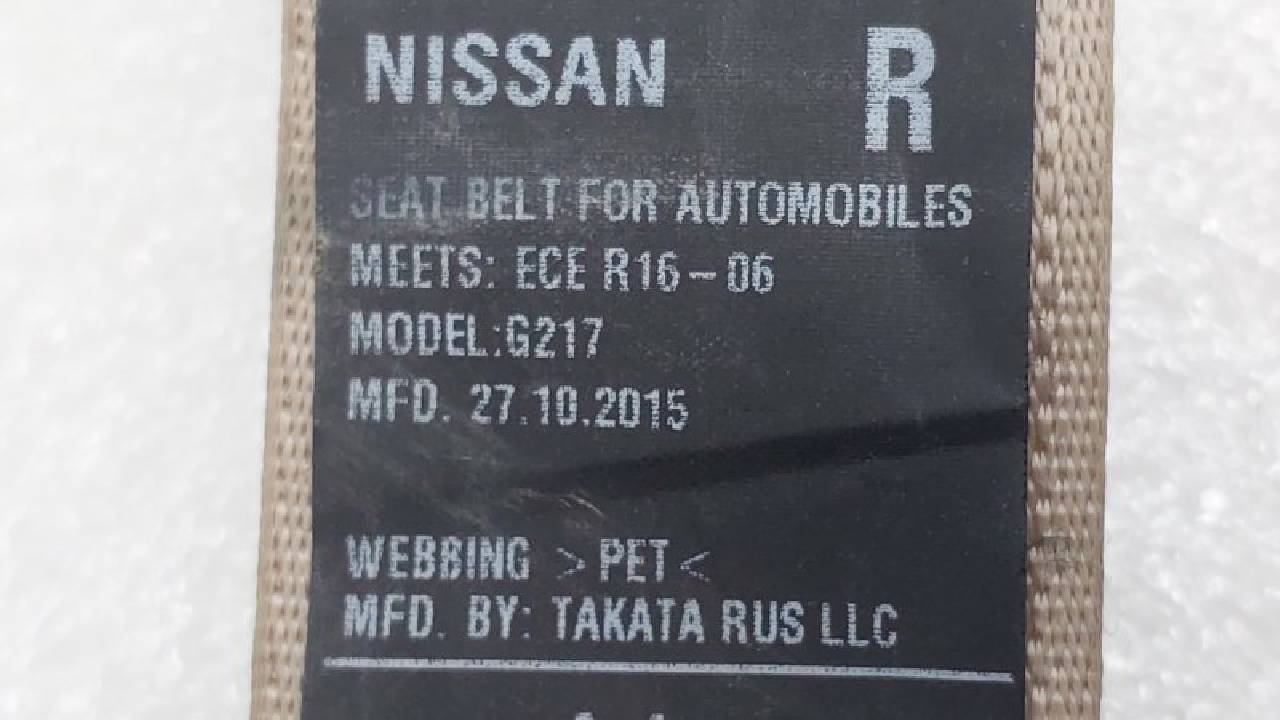 NISSAN R
SEAT BELT FOR AUTOMOBILES
MEETS: ECE R16-06
MODEL:G217
MFD. 27.10.2015
WEBBING >PET<
MFD. BY: TAKATA RUS LLC